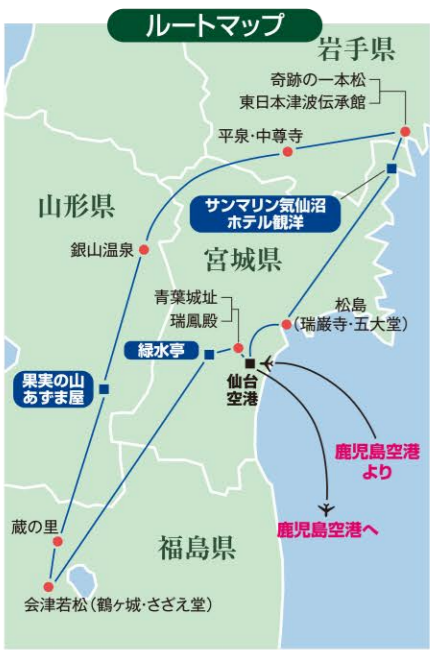 ルートマップ
岩手県
奇跡の一本松
東日本津波伝承館
平泉・中尊寺
山形県
サンマリン気仙沼
ホテル観洋
銀山温泉
宮城県
青葉城址
瑞鳳殿
松島
(瑞巌寺・五大堂)
緑水亭
仙台
空港
果実の山
あずま屋
鹿児島空港
より
鹿児島空港へ
蔵の里
福島県
会津若松(鶴ヶ城・さざえ堂)